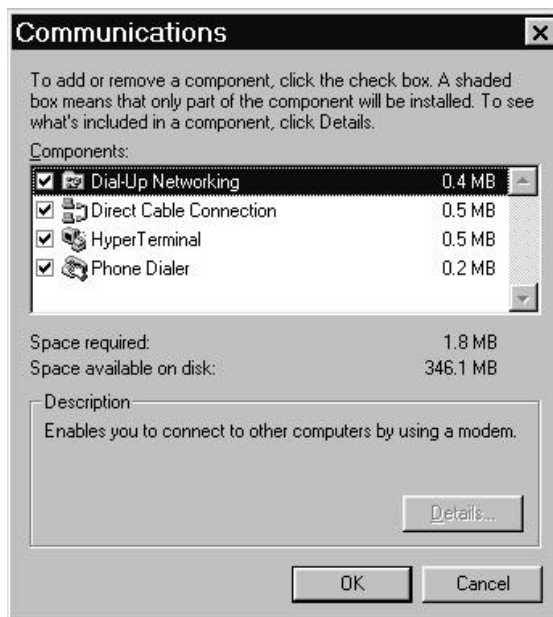 Communications
To add or remove a component, click the check box. A shaded
box means that only part of the component will be installed. To see
what's included in a component, click Details.
Components:
Dial-Up Networking 0.4 MB
Direct Cable Connection 0.5 MB
HyperTerminal 0.5 MB
Phone Dialer 0.2 MB
Space required: 1.8 MB
Space available on disk: 346.1 MB
Description
Enables you to connect to other computers by using a modem.
Details...
OK Cancel